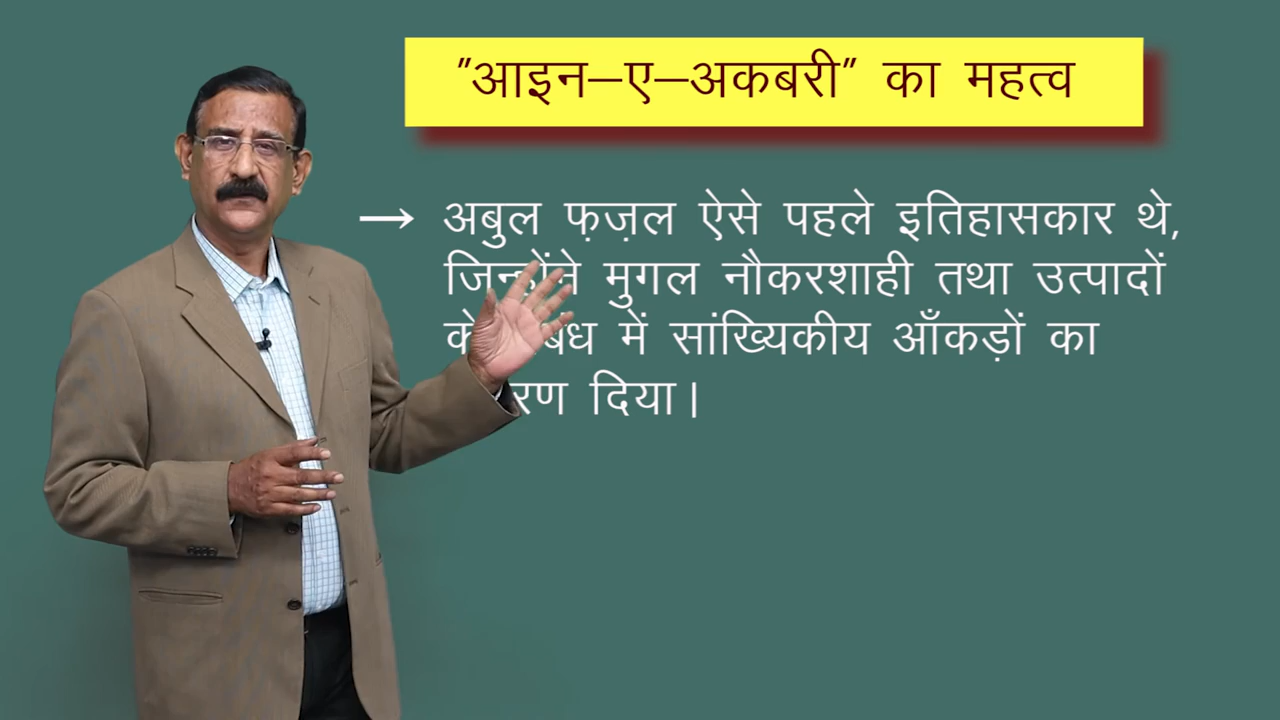 "आइन–ए–अकबरी" का महत्व
→ अबुल फ़ज़ल ऐसे पहले इतिहासकार थे,
मुगल नौकरशाही तथा उत्पादों
में सांख्यिकीय आँकड़ों का
दिया।